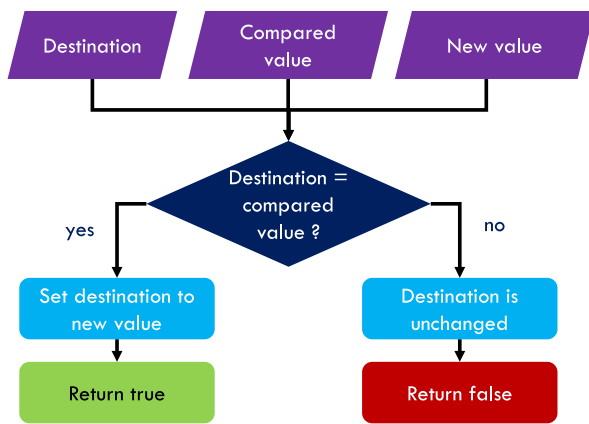 Destination
Compared
value
New value
Destination =
compared
value ?
yes
no
Set destination to
new value
Destination is
unchanged
Return true
Return false